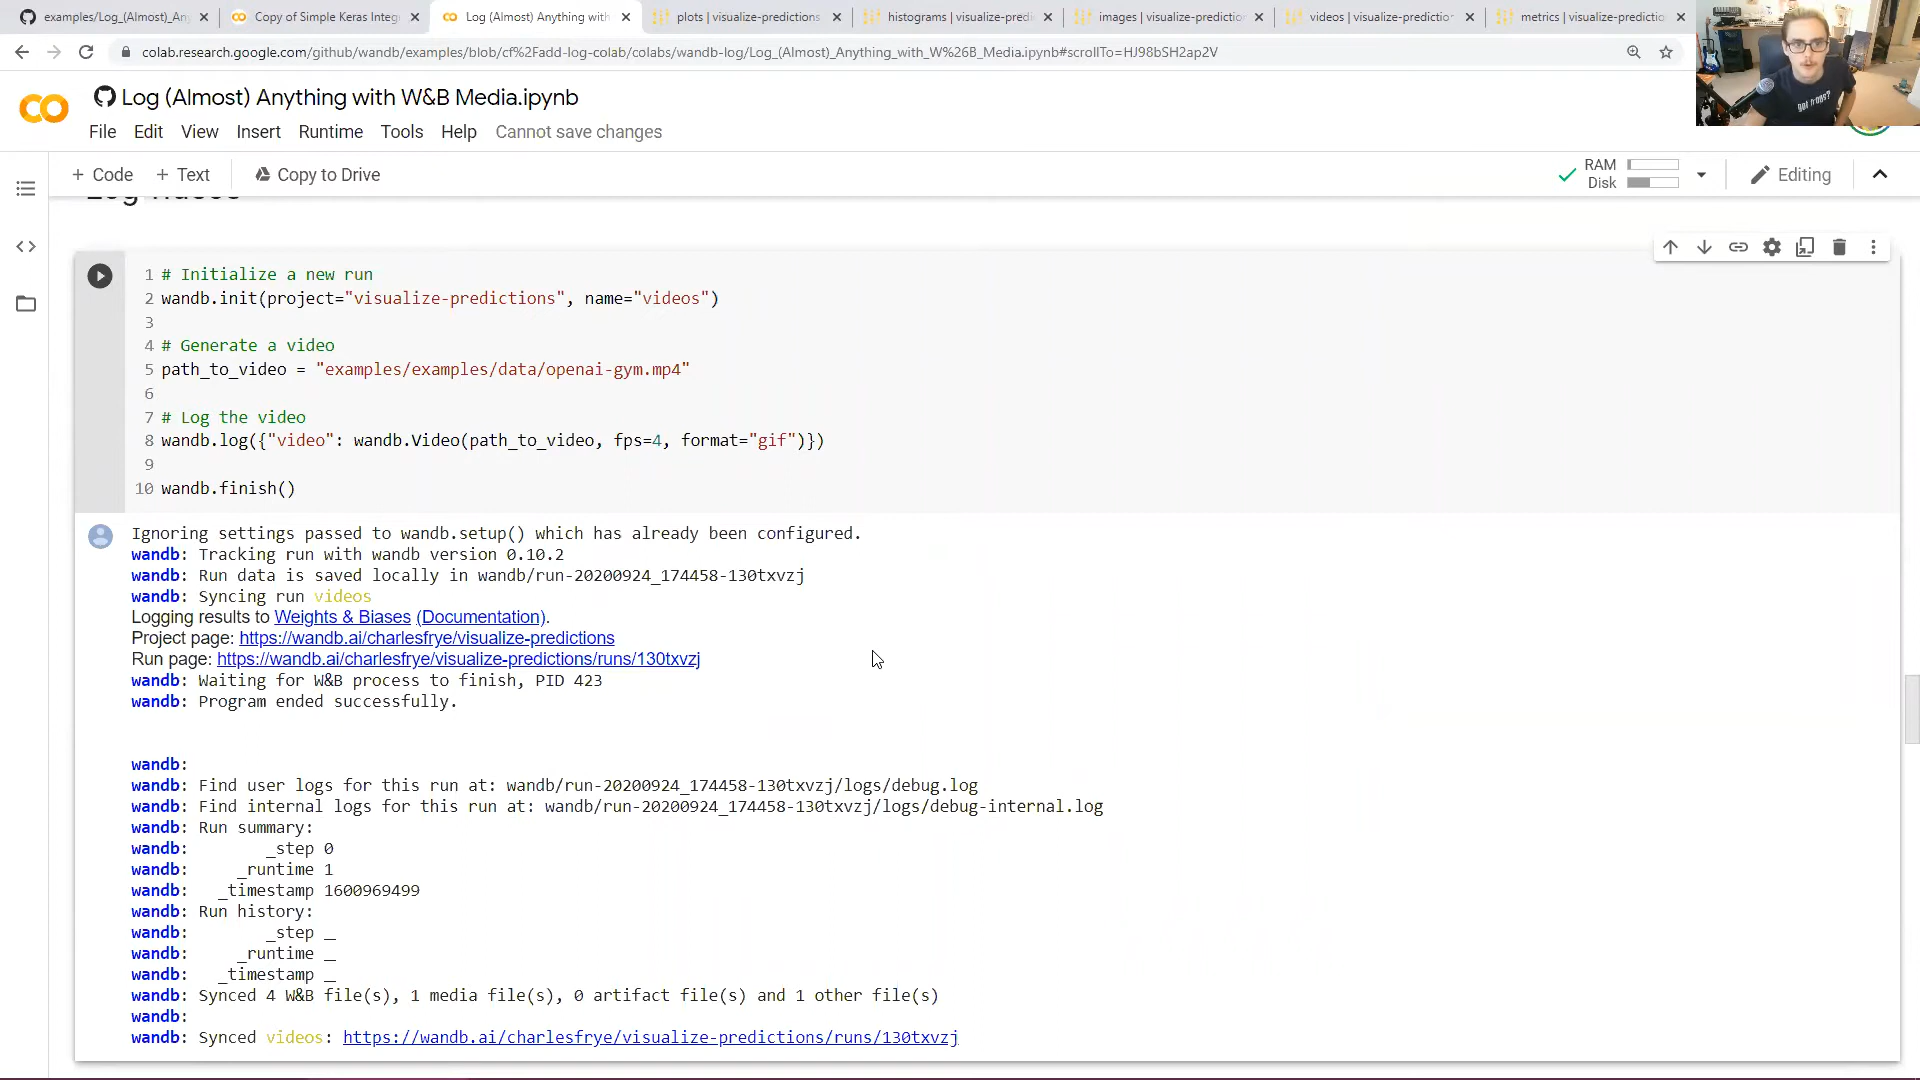 examples/Log_(Almost)_An
Copy of Simple Keras Integ
Log (Almost) Anything with
plots | visualize-predictions
histograms | visualize-predi
images | visualize-prediction
videos | visualize-prediction
metrics | visualize-predictio
colab.research.google.com/github/wandb/examples/blob/cf%2Fadd-log-colab/colabs/wandb-log/Log_(Almost)_Anything_with_W%26B_Media.ipynb#scrollTo=HJ98bSH2ap2V
Log (Almost) Anything with W&B Media.ipynb
File Edit View Insert Runtime Tools Help Cannot save changes
+ Code + Text Copy to Drive
RAM
Disk
Editing
Log videos
1 # Initialize a new run
2 wandb.init(project="visualize-predictions", name="videos")
3
4 # Generate a video
5 path_to_video = "examples/examples/data/openai-gym.mp4"
6
7 # Log the video
8 wandb.log({"video": wandb.Video(path_to_video, fps=4, format="gif")})
9
10 wandb.finish()
Ignoring settings passed to wandb.setup() which has already been configured.
wandb: Tracking run with wandb version 0.10.2
wandb: Run data is saved locally in wandb/run-20200924_174458-130txvzj
wandb: Syncing run videos
Logging results to Weights & Biases (Documentation).
Project page: https://wandb.ai/charlesfrye/visualize-predictions
Run page: https://wandb.ai/charlesfrye/visualize-predictions/runs/130txvzj
wandb: Waiting for W&B process to finish, PID 423
wandb: Program ended successfully.
wandb:
wandb: Find user logs for this run at: wandb/run-20200924_174458-130txvzj/logs/debug.log
wandb: Find internal logs for this run at: wandb/run-20200924_174458-130txvzj/logs/debug-internal.log
wandb: Run summary:
wandb: _step 0
wandb: _runtime 1
wandb: _timestamp 1600969499
wandb: Run history:
wandb: _step _
wandb: _runtime _
wandb: _timestamp _
wandb: Synced 4 W&B file(s), 1 media file(s), 0 artifact file(s) and 1 other file(s)
wandb:
wandb: Synced videos: https://wandb.ai/charlesfrye/visualize-predictions/runs/130txvzj
got frogs?